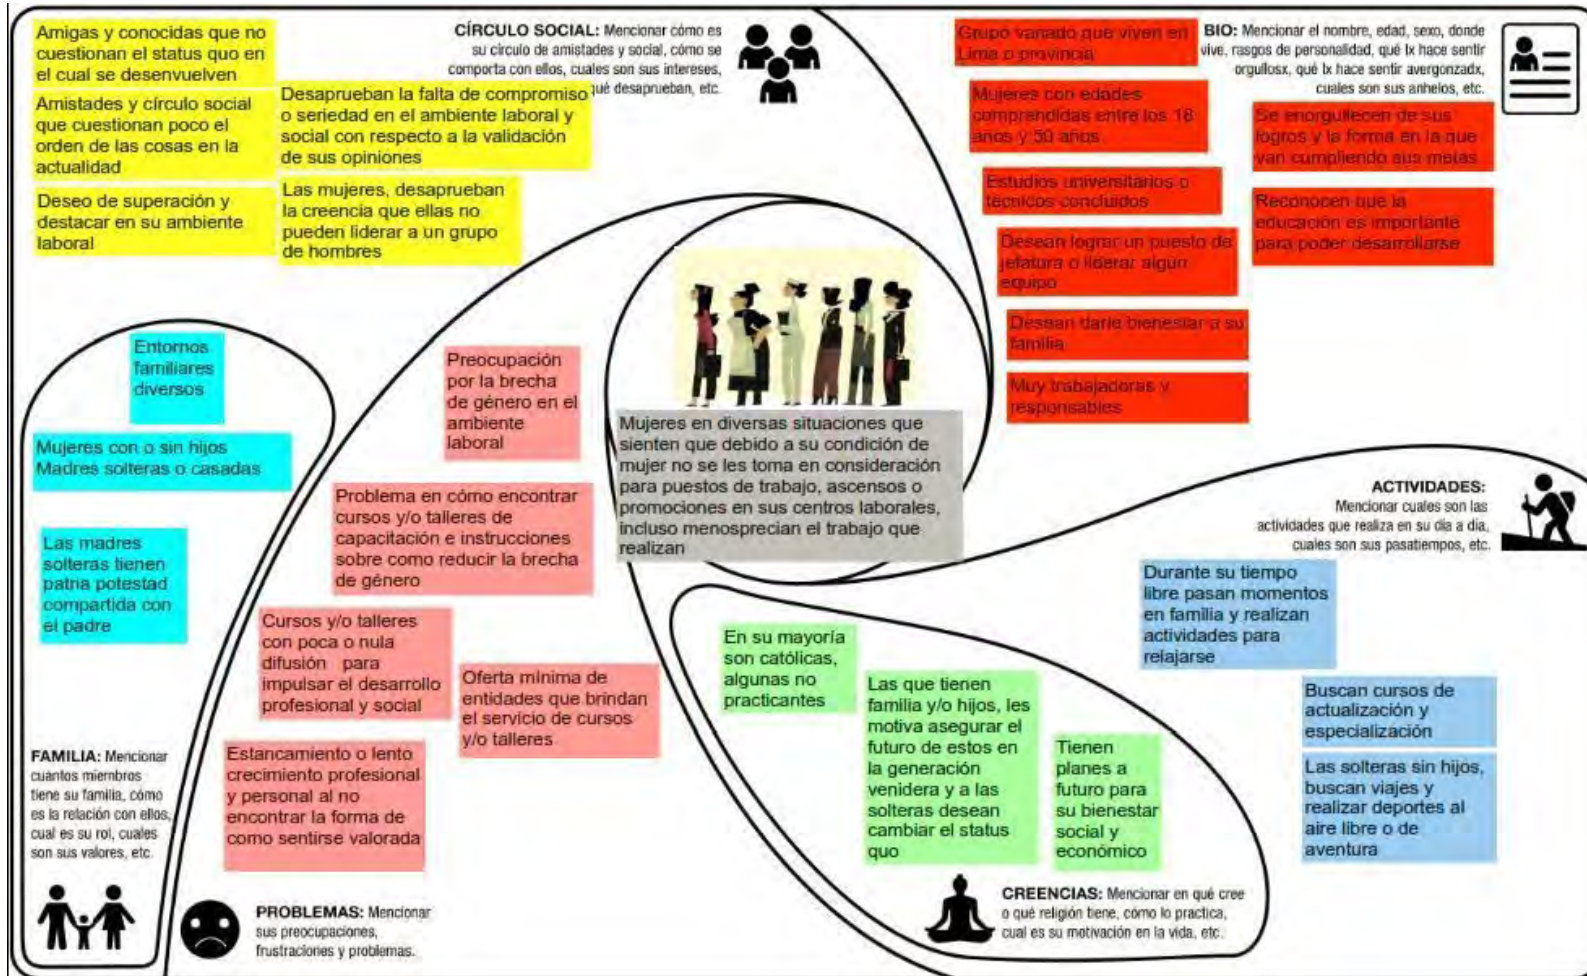 Amigas y conocidas que no
cuestionan el status quo en
el cual se desenvuelven
Amistades y círculo social
que cuestionan poco el
orden de las cosas en la
actualidad
Deseo de superación y
destacar en su ambiente
laboral
CÍRCULO SOCIAL: Mencionar cómo es
su círculo de amistades y social, cómo se
comporta con ellos, cuales son sus intereses,
qué desaprueban, etc.
Desaprueban la falta de compromiso
o seriedad en el ambiente laboral y
social con respecto a la validación
de sus opiniones
Las mujeres, desaprueban
la creencia que ellas no
pueden liderar a un grupo
de hombres
Grupo variado que viven en
Lima o provincia
Mujeres con edades
comprendidas entre los 18
años y 50 años
Estudios universitarios o
técnicos concluidos
Desean lograr un puesto de
jefatura o liderar algún
equipo
Desean darle bienestar a su
familia
Muy trabajadoras y
responsables
BIO: Mencionar el nombre, edad, sexo, donde
vive, rasgos de personalidad, qué lx hace sentir
orgullosx, qué lx hace sentir avergonzadx,
cuales son sus anhelos, etc.
Se enorgullecen de sus
logros y la forma en la que
van cumpliendo sus metas
Reconocen que la
educación es importante
para poder desarrollarse
Entornos
familiares
diversos
Mujeres con o sin hijos
Madres solteras o casadas
Las madres
solteras tienen
patria potestad
compartida con
el padre
FAMILIA: Mencionar
cuantos miembros
tiene su familia, cómo
es la relación con ellos,
cual es su rol, cuales
son sus valores, etc.
Preocupación
por la brecha
de género en el
ambiente
laboral
Problema en cómo encontrar
cursos y/o talleres de
capacitación e instrucciones
sobre como reducir la brecha
de género
Cursos y/o talleres
con poca o nula
difusión para
impulsar el desarrollo
profesional y social
Oferta mínima de
entidades que brindan
el servicio de cursos
y/o talleres
Estancamiento o lento
crecimiento profesional
y personal al no
encontrar la forma de
como sentirse valorada
PROBLEMAS: Mencionar
sus preocupaciones,
frustraciones y problemas.
Mujeres en diversas situaciones que
sienten que debido a su condición de
mujer no se les toma en consideración
para puestos de trabajo, ascensos o
promociones en sus centros laborales,
incluso menosprecian el trabajo que
realizan
ACTIVIDADES:
Mencionar cuales son las
actividades que realiza en su día a día,
cuales son sus pasatiempos, etc.
Durante su tiempo
libre pasan momentos
en familia y realizan
actividades para
relajarse
Buscan cursos de
actualización y
especialización
Las solteras sin hijos,
buscan viajes y
realizar deportes al
aire libre o de
aventura
En su mayoría
son católicas,
algunas no
practicantes
Las que tienen
familia y/o hijos, les
motiva asegurar el
futuro de estos en
la generación
venidera y a las
solteras desean
cambiar el status
quo
Tienen
planes a
futuro para
su bienestar
social y
económico
CREENCIAS: Mencionar en qué cree
o qué religión tiene, cómo lo practica,
cual es su motivación en la vida, etc.